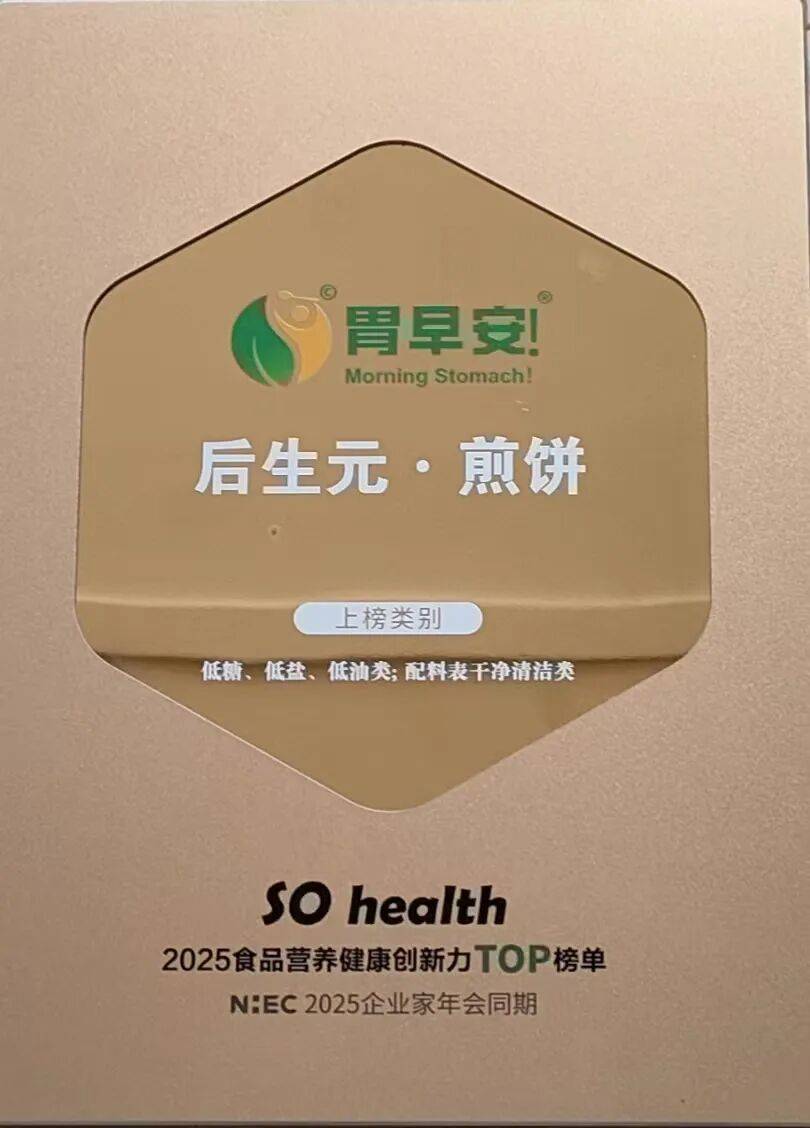 ©
胃早安!®
Morning Stomach!
后生元·煎饼
上榜类别
低糖、低盐、低油类; 配料表干净清洁类
SO health
2025食品营养健康创新力TOP榜单
NHEC 2025企业家年会同期